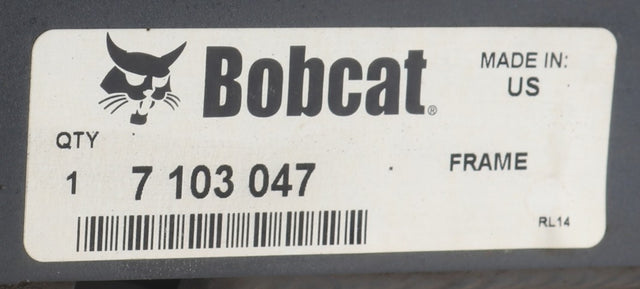 Bobcat®
MADE IN:
US
QTY
1 7 103 047
FRAME
RL14